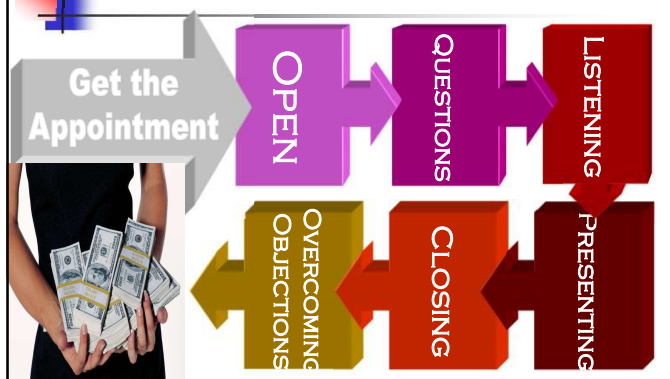 Get the
Appointment
OPEN
QUESTIONS
LISTENING
PRESENTING
CLOSING
OVERCOMING
OBJECTIONS